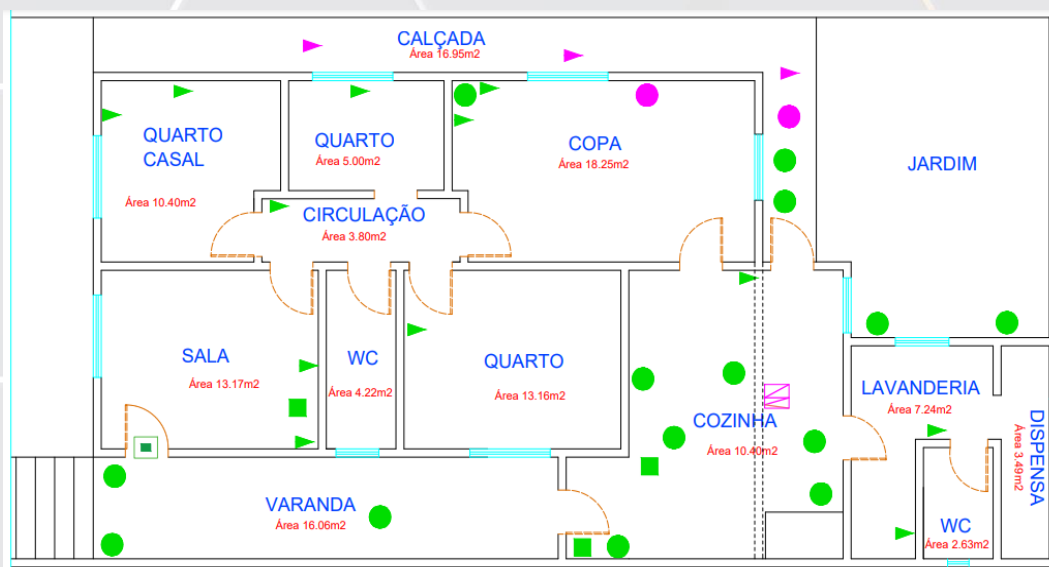 CALÇADA
Área 16.95m2
QUARTO
CASAL
Área 10.40m2
QUARTO
Área 5.00m2
COPA
Área 18.25m2
JARDIM
CIRCULAÇÃO
Área 3.80m2
SALA
Área 13.17m2
WC
Área 4.22m2
QUARTO
Área 13.16m2
COZINHA
Área 10.40m2
LAVANDERIA
Área 7.24m2
DISPENSA
Área 3.49m2
VARANDA
Área 16.06m2
WC
Área 2.63m2